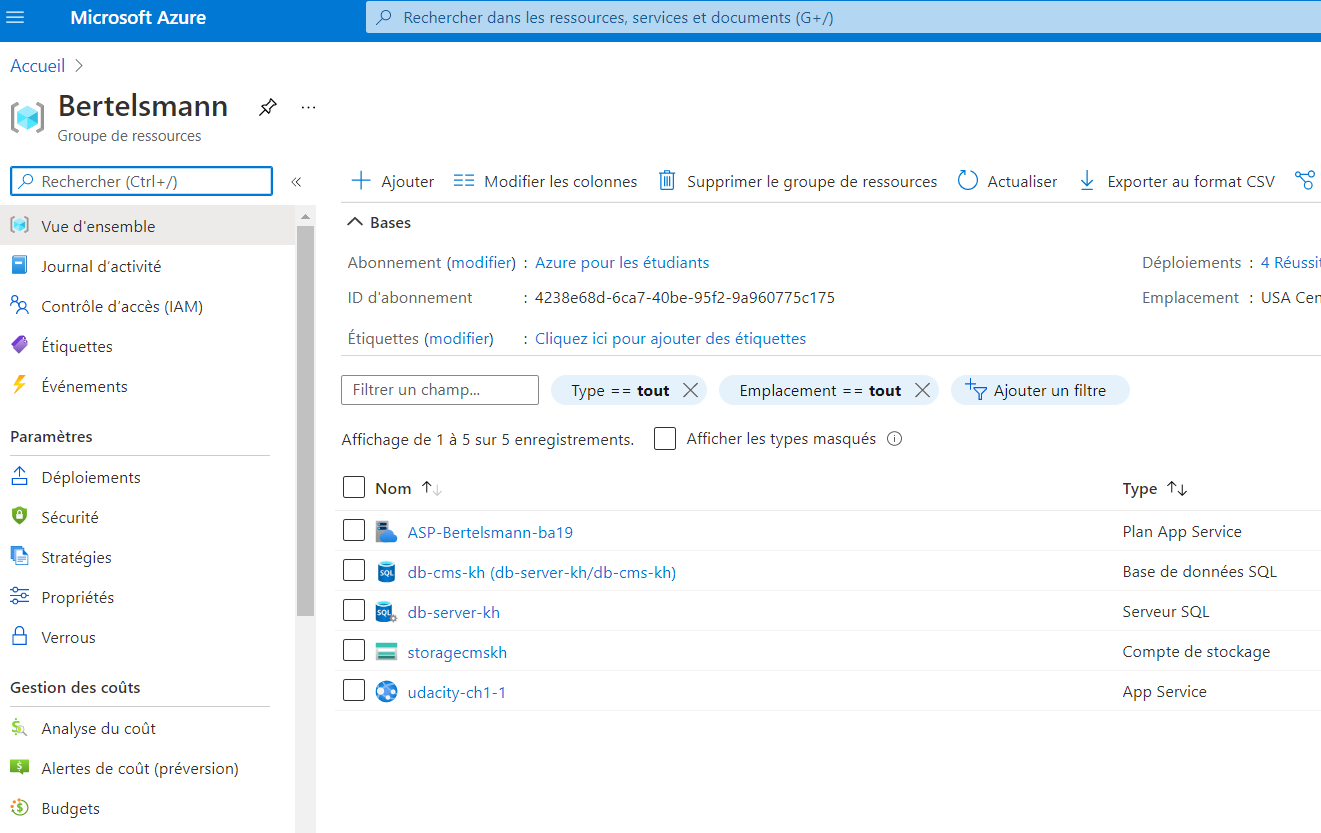 Microsoft Azure
Rechercher dans les ressources, services et documents (G+/)
Accueil
Bertelsmann
...
Groupe de ressources
Rechercher (Ctrl+/)
«
Vue d'ensemble
Journal d’activité
Contrôle d’accès (IAM)
Étiquettes
Événements
Paramètres
Déploiements
Sécurité
Stratégies
Propriétés
Verrous
Gestion des coûts
Analyse du coût
Alertes de coût (préversion)
Budgets
Ajouter
Modifier les colonnes
Supprimer le groupe de ressources
Actualiser
Exporter au format CSV
Bases
Abonnement (modifier) : Azure pour les étudiants
Déploiements : 4 Réussit
ID d'abonnement : 4238e68d-6ca7-40be-95f2-9a960775c175
Emplacement : USA Cen
Étiquettes (modifier) : Cliquez ici pour ajouter des étiquettes
Filtrer un champ...
Type == tout
Emplacement == tout
Ajouter un filtre
Affichage de 1 à 5 sur 5 enregistrements.
Afficher les types masqués
Nom Type
ASP-Bertelsmann-ba19 Plan App Service
db-cms-kh (db-server-kh/db-cms-kh) Base de données SQL
db-server-kh Serveur SQL
storagecmskh Compte de stockage
udacity-ch1-1 App Service